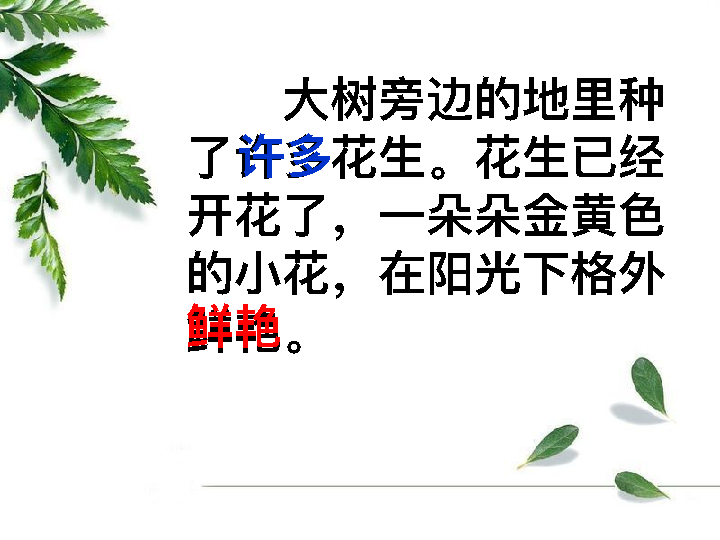 大树旁边的地里种
了许多花生。花生已经
开花了，一朵朵金黄色
的小花，在阳光下格外
鲜艳。